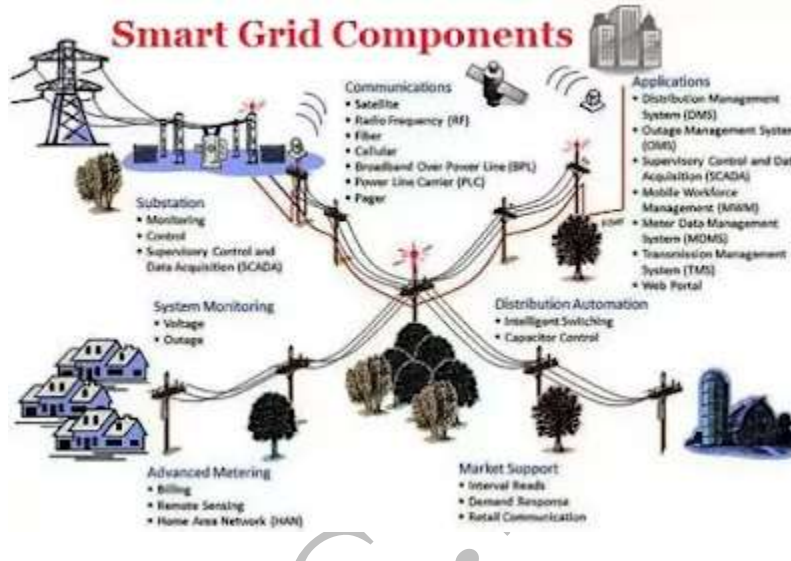 Smart Grid Components
Communications
• Satellite
• Radio Frequency (RF)
• Fiber
• Cellular
• Broadband Over Power Line (BPL)
• Power Line Carrier (PLC)
• Pager
Applications
• Distribution Management
System (DMS)
• Outage Management System
(OMS)
• Supervisory Control and Dat
Acquisition (SCADA)
• Mobile Workforce
Management (MWM)
• Meter Data Management
System (MDMS)
• Transmission Management
System (TMS)
• Web Portal
Substation
• Monitoring
• Control
• Supervisory Control and
Data Acquisition (SCADA)
System Monitoring
• Voltage
• Outage
Distribution Automation
• Intelligent Switching
• Capacitor Control
Advanced Metering
• Billing
• Remote Sensing
• Home Area Network (HAN)
Market Support
• Interval Reads
• Demand Response
• Retail Communication